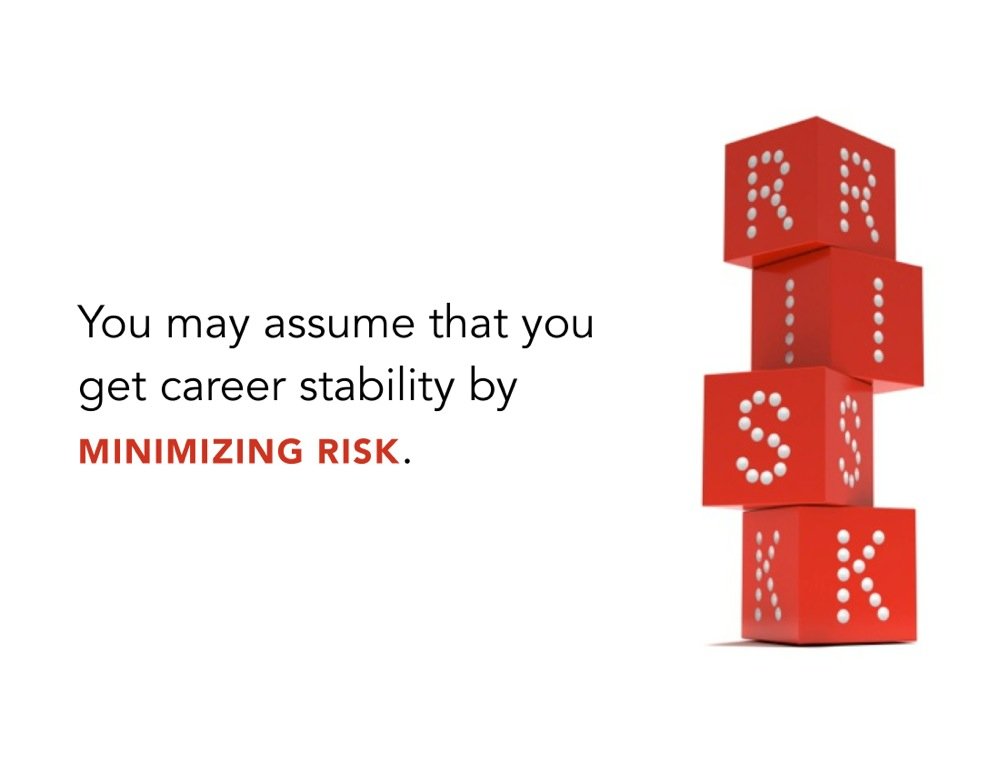 You may assume that you
get career stability by
MINIMIZING RISK.
R R
I I
S S
K K